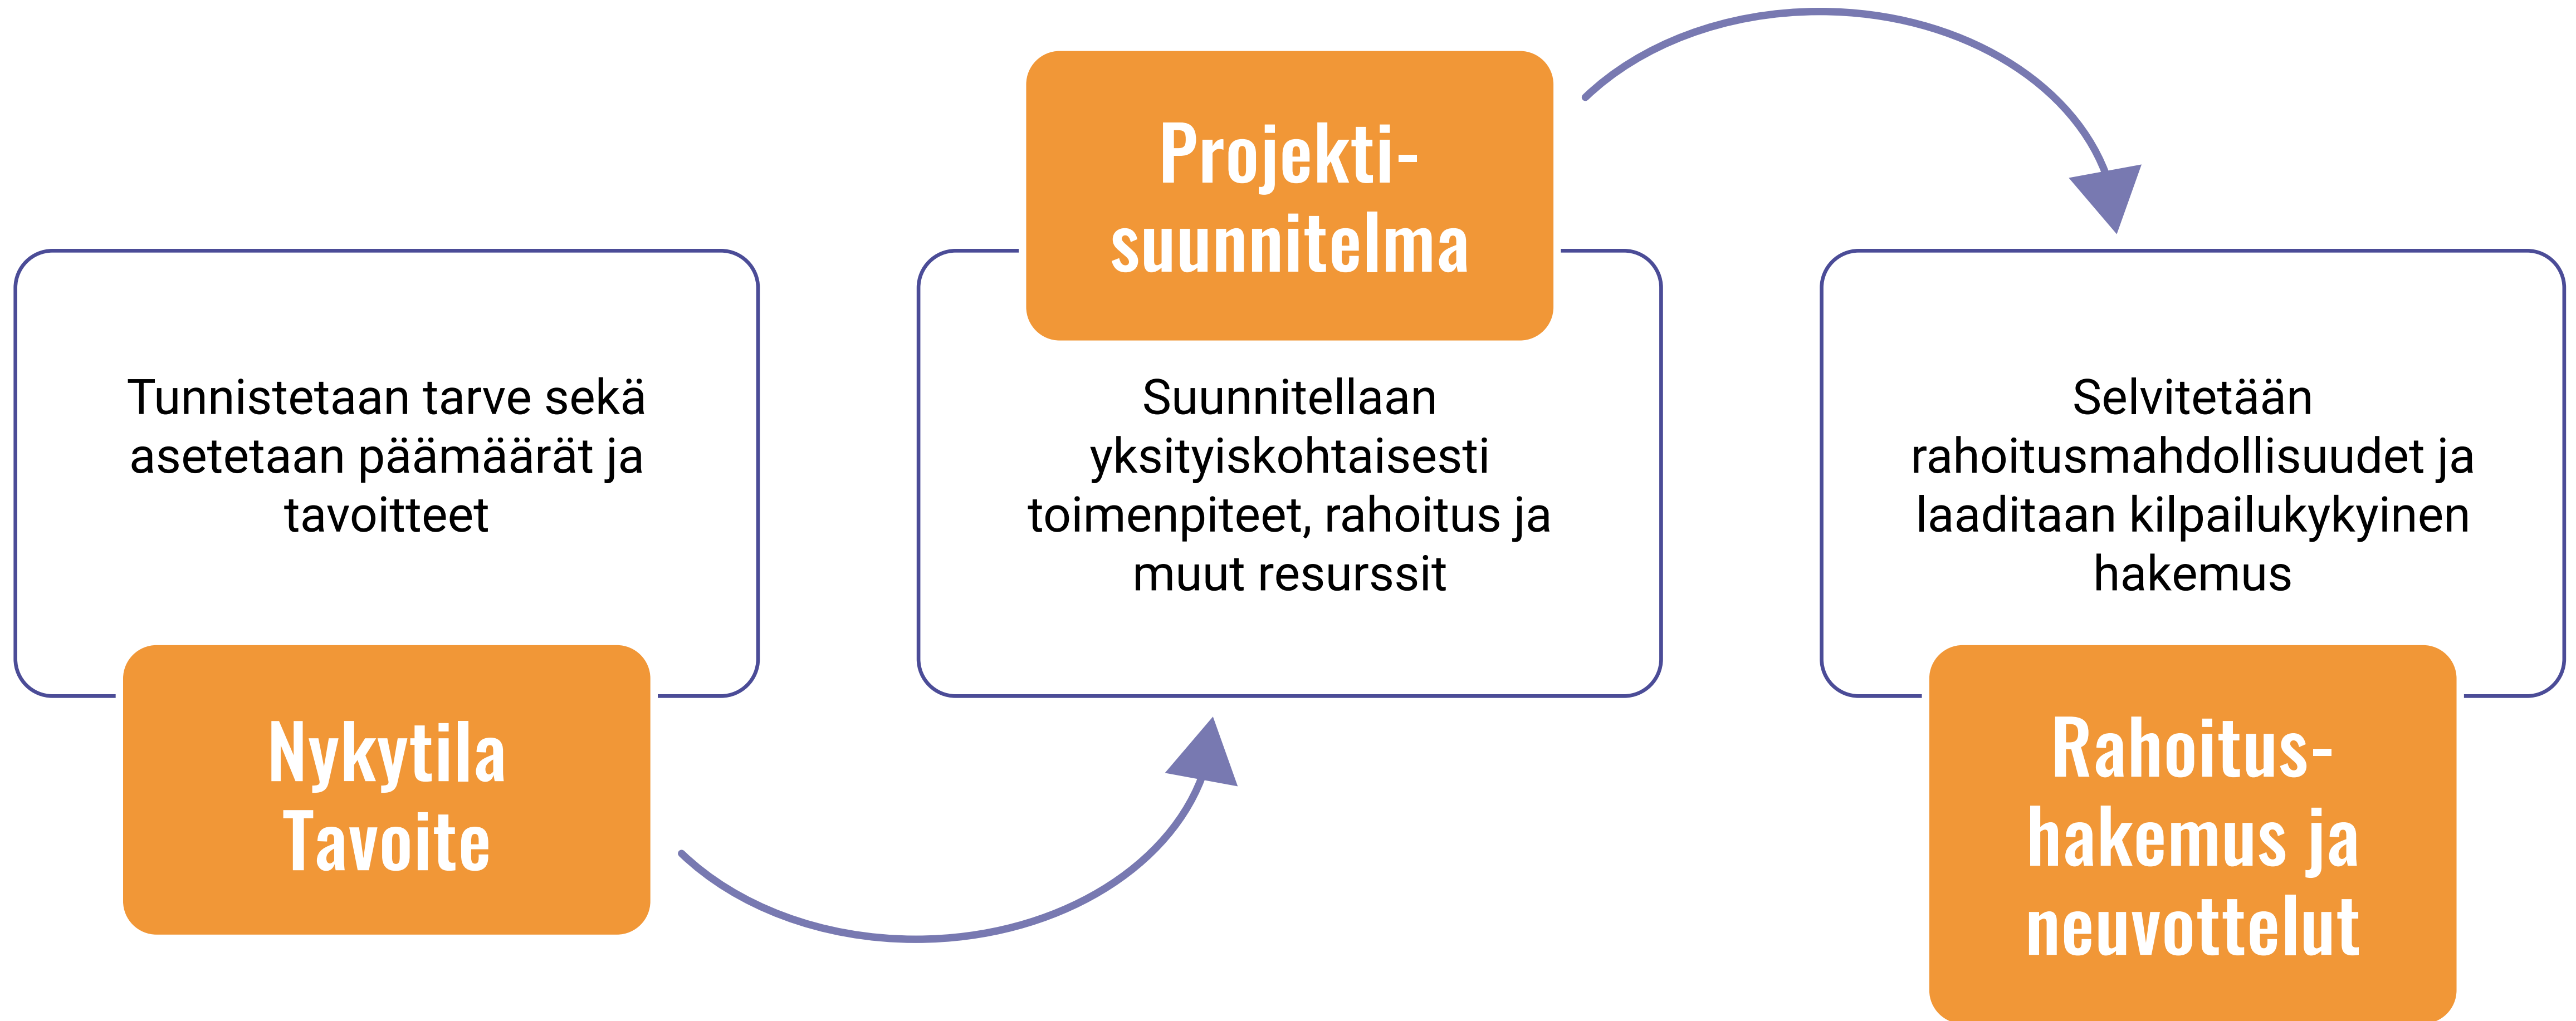 Tunnistetaan tarve sekä
asetetaan päämäärät ja
tavoitteet
Nykytila
Tavoite
Projekti-
suunnitelma
Suunnitellaan
yksityiskohtaisesti
toimenpiteet, rahoitus ja
muut resurssit
Selvitetään
rahoitusmahdollisuudet ja
laaditaan kilpailukykyinen
hakemus
Rahoitus-
hakemus ja
neuvottelut